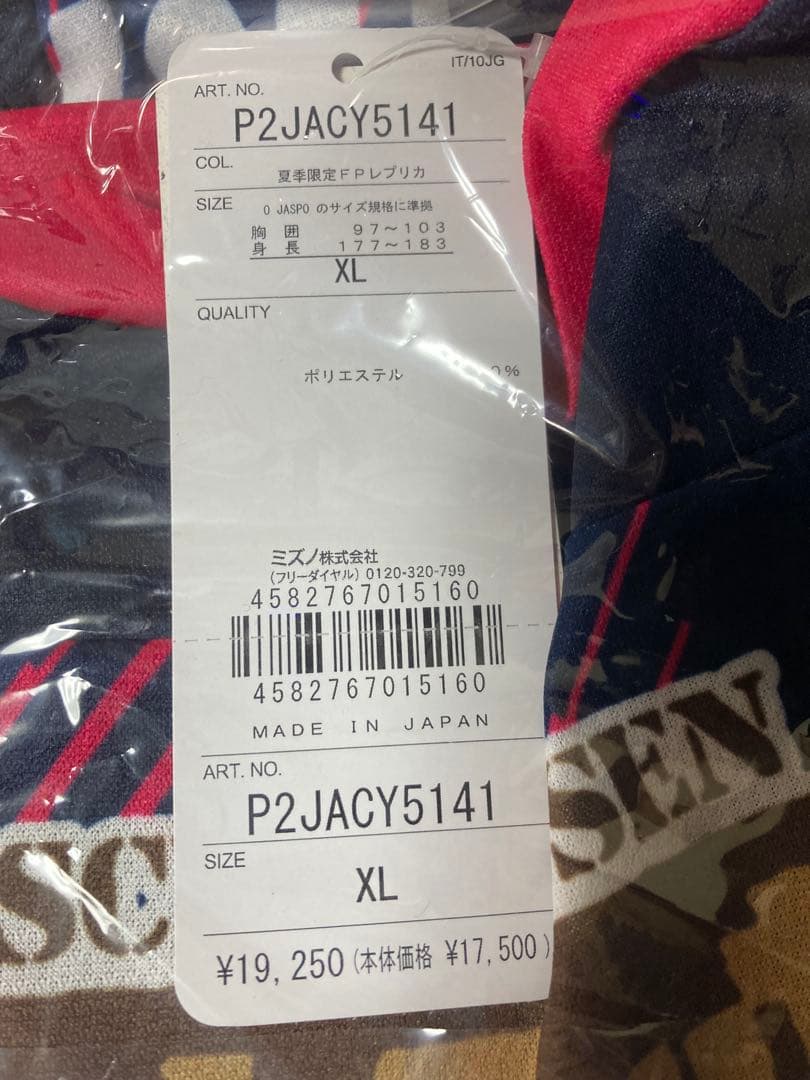 IT/10JG
ART. NO.
P2JACY5141
COL.
夏季限定FPレプリカ
SIZE
O JASPO のサイズ規格に準拠
胸囲 97～103
身長 177～183
XL
QUALITY
ポリエステル 0%
ミズノ株式会社
(フリーダイヤル) 0120-320-799
4582767015160
4582767015160
MADE IN JAPAN
ART. NO.
P2JACY5141
SIZE
XL
¥19,250(本体価格 ¥17,500)
SC
SEN